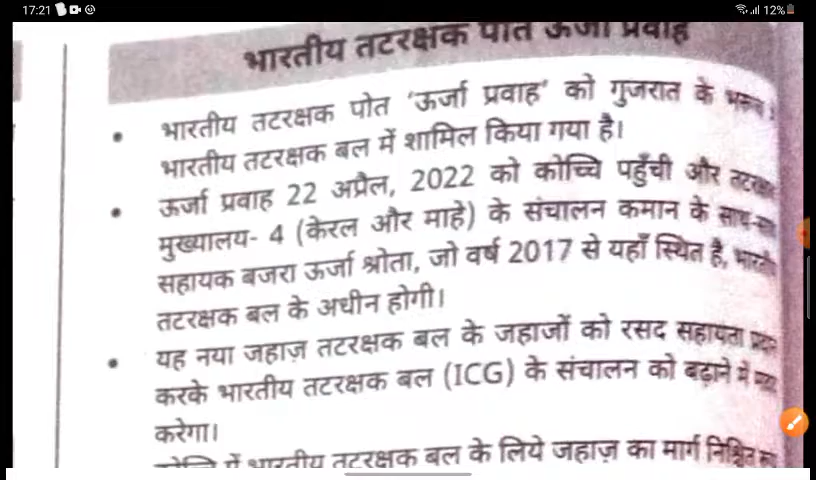 17:21
12%
भारतीय तटरक्षक पोत ऊर्जा प्रवाह
• भारतीय तटरक्षक पोत 'ऊर्जा प्रवाह' को गुजरात के
भारतीय तटरक्षक बल में शामिल किया गया है।
• ऊर्जा प्रवाह 22 अप्रैल, 2022 को कोच्चि पहुँची और
मुख्यालय- 4 (केरल और माहे) के संचालन कमान के
सहायक बजरा ऊर्जा श्रोता, जो वर्ष 2017 से यहाँ स्थित है,
तटरक्षक बल के अधीन होगी।
• यह नया जहाज़ तटरक्षक बल के जहाजों को रसद सहायता
करके भारतीय तटरक्षक बल (ICG) के संचालन को बढ़ाने में
करेगा।
में भारतीय तटरक्षक बल के लिये जहाज़ का मार्ग निश्चित